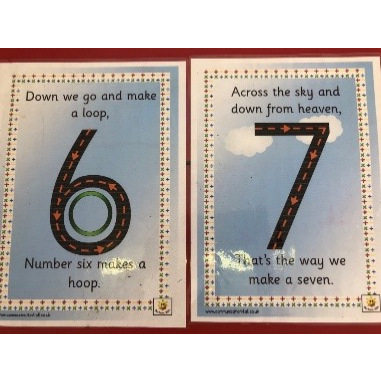 Down we go and make
a loop,
6
Number six makes a
hoop.
Across the sky and
down from heaven,
7
That's the way we
make a seven.